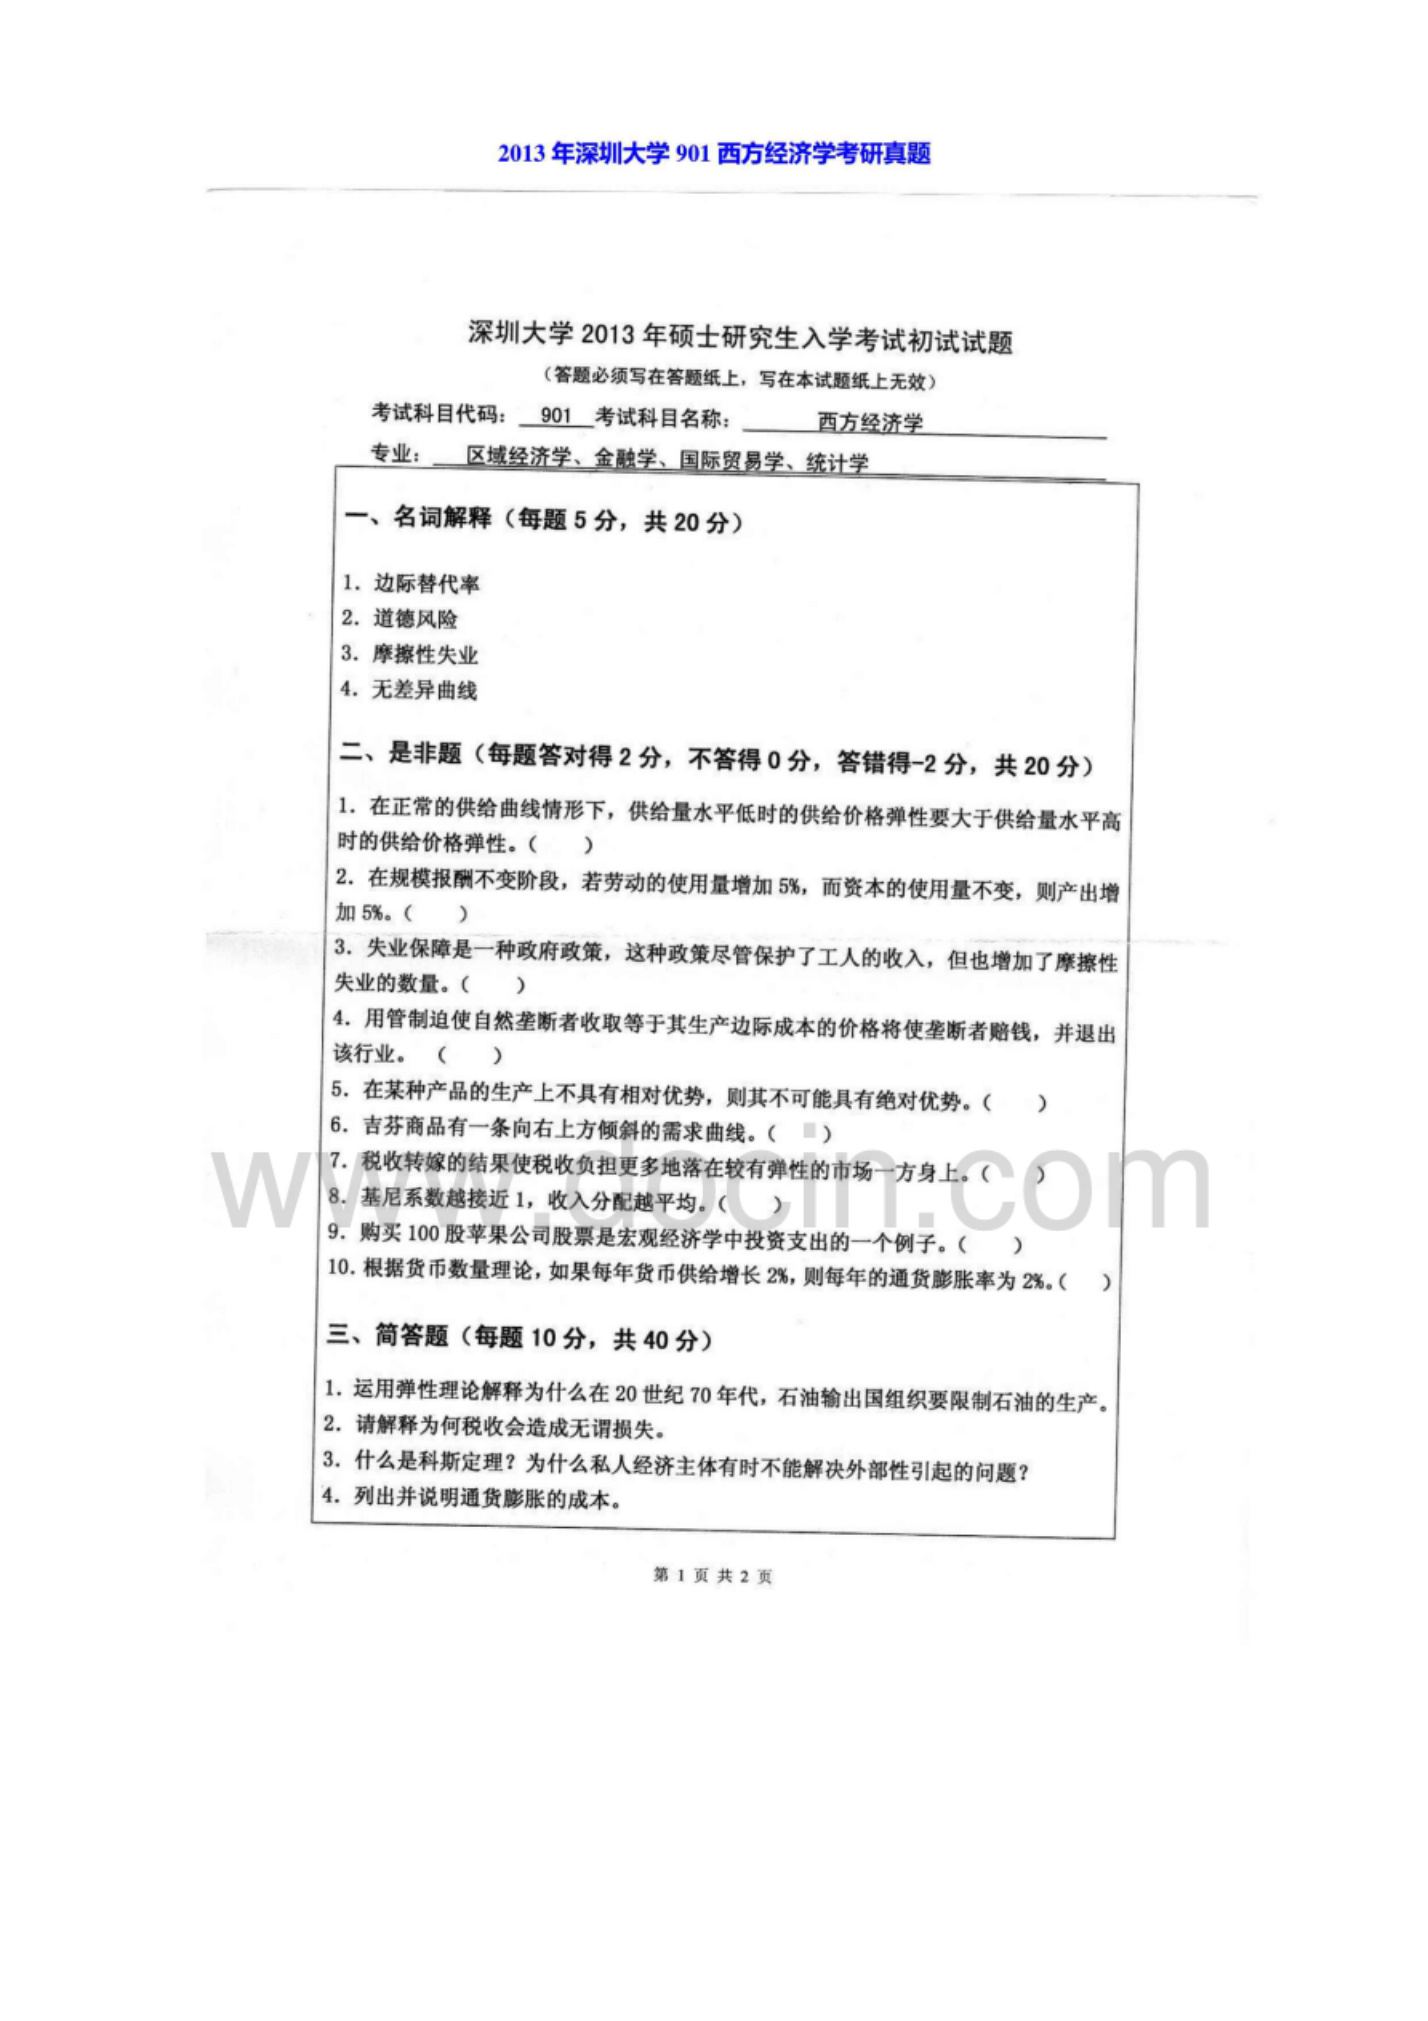 2013 年深圳大学 901 西方经济学考研真题
深圳大学 2013 年硕士研究生入学考试初试试题
（答题必须写在答题纸上，写在本试题纸上无效）
考试科目代码： 901 考试科目名称： 西方经济学
专业： 区域经济学、金融学、国际贸易学、统计学
一、名词解释（每题 5 分，共 20 分）
1．边际替代率
2．道德风险
3．摩擦性失业
4．无差异曲线
二、是非题（每题答对得 2 分，不答得 0 分，答错得-2 分，共 20 分）
1．在正常的供给曲线情形下，供给量水平低时的供给价格弹性要大于供给量水平高
时的供给价格弹性。（ ）
2．在规模报酬不变阶段，若劳动的使用量增加 5%，而资本的使用量不变，则产出增
加 5%。（ ）
3．失业保障是一种政府政策，这种政策尽管保护了工人的收入，但也增加了摩擦性
失业的数量。（ ）
4．用管制迫使自然垄断者收取等于其生产边际成本的价格将使垄断者赔钱，并退出
该行业。 （ ）
5．在某种产品的生产上不具有相对优势，则其不可能具有绝对优势。（ ）
6．吉芬商品有一条向右上方倾斜的需求曲线。（ ）
7．税收转嫁的结果使税收负担更多地落在较有弹性的市场一方身上。（ ）
8．基尼系数越接近 1，收入分配越平均。（ ）
9．购买 100 股苹果公司股票是宏观经济学中投资支出的一个例子。（ ）
10．根据货币数量理论，如果每年货币供给增长 2%，则每年的通货膨胀率为 2%。（ ）
三、简答题（每题 10 分，共 40 分）
1．运用弹性理论解释为什么在 20 世纪 70 年代，石油输出国组织要限制石油的生产。
2．请解释为何税收会造成无谓损失。
3．什么是科斯定理？为什么私人经济主体有时不能解决外部性引起的问题？
4．列出并说明通货膨胀的成本。
第 1 页 共 2 页
www.docin.com